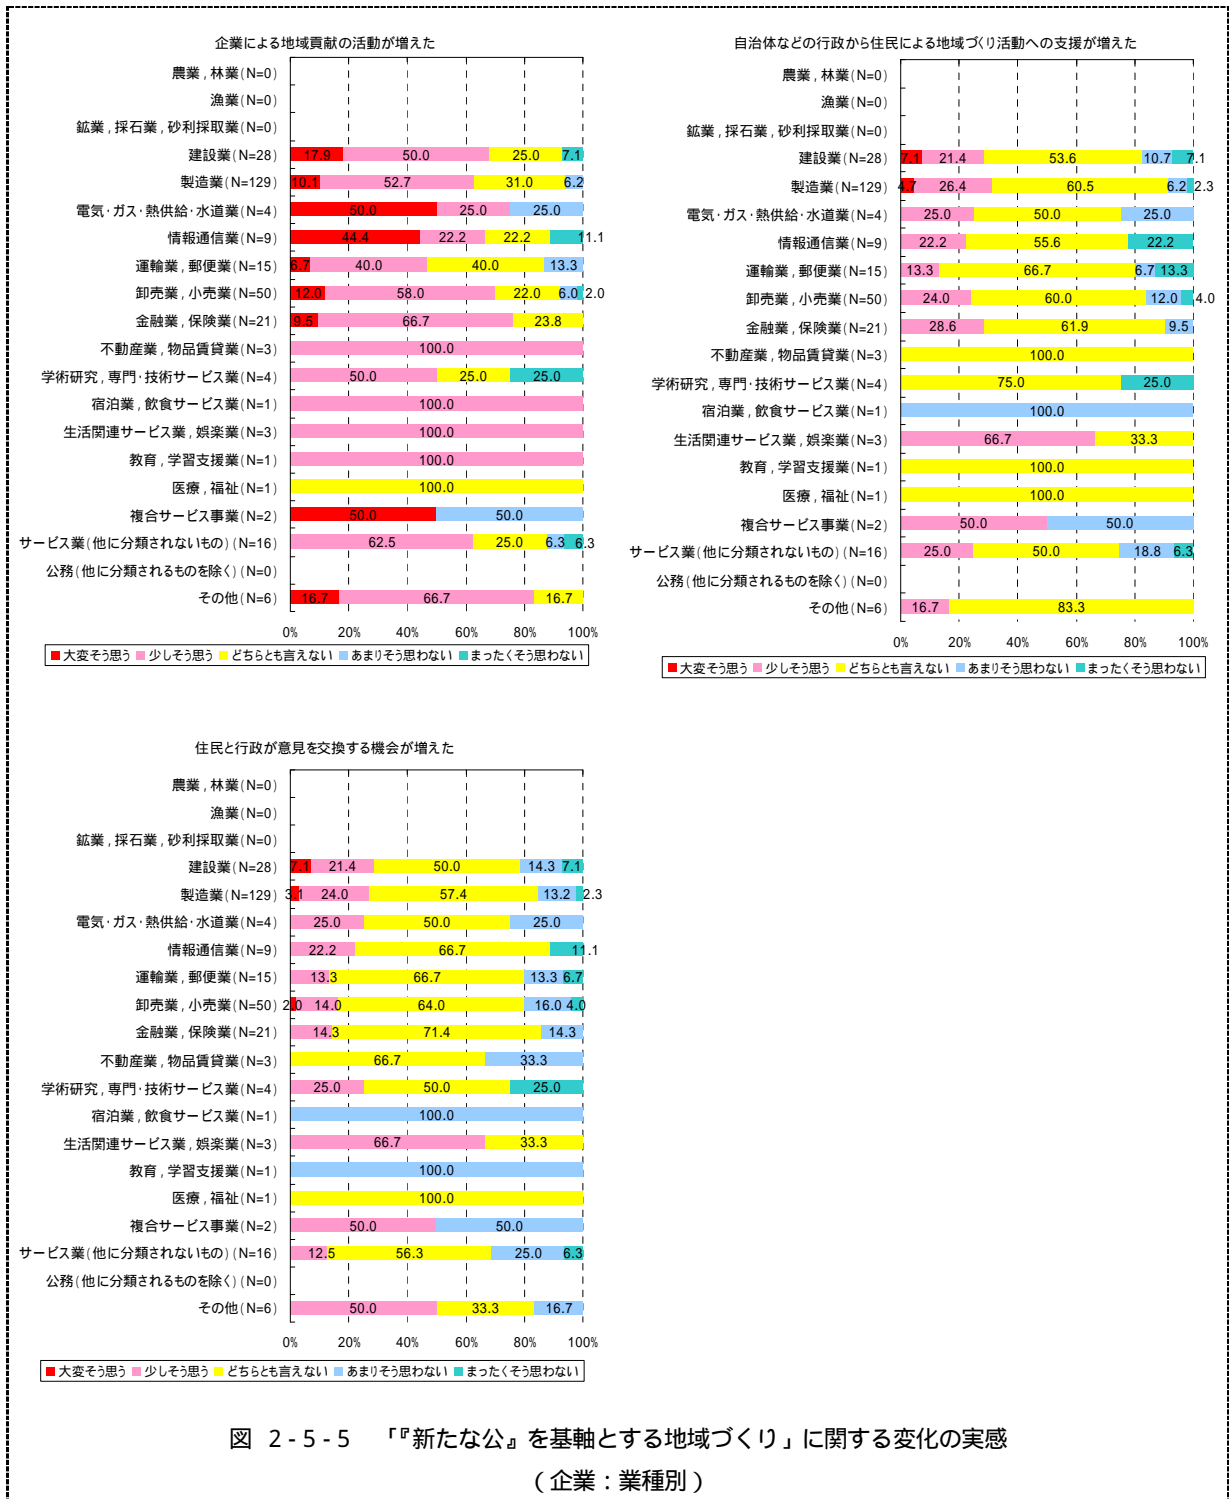 企業による地域貢献の活動が増えた
農業,林業(N=0)
漁業(N=0)
鉱業,採石業,砂利採取業(N=0)
建設業(N=28) 17.9 50.0 25.0 7.1
製造業(N=129) 10.1 52.7 31.0 6.2
電気・ガス・熱供給・水道業(N=4) 50.0 25.0 25.0
情報通信業(N=9) 44.4 22.2 22.2 11.1
運輸業,郵便業(N=15) 6.7 40.0 40.0 13.3
卸売業,小売業(N=50) 12.0 58.0 22.0 6.0 2.0
金融業,保険業(N=21) 9.5 66.7 23.8
不動産業,物品賃貸業(N=3) 100.0
学術研究,専門・技術サービス業(N=4) 50.0 25.0 25.0
宿泊業,飲食サービス業(N=1) 100.0
生活関連サービス業,娯楽業(N=3) 100.0
教育,学習支援業(N=1) 100.0
医療,福祉(N=1) 100.0
複合サービス事業(N=2) 50.0 50.0
サービス業(他に分類されないもの)(N=16) 62.5 25.0 6.3 6.3
公務(他に分類されるものを除く)(N=0)
その他(N=6) 16.7 66.7 16.7
0% 20% 40% 60% 80% 100%
大変そう思う 少しそう思う どちらとも言えない あまりそう思わない まったくそう思わない
自治体などの行政から住民による地域づくり活動への支援が増えた
農業,林業(N=0)
漁業(N=0)
鉱業,採石業,砂利採取業(N=0)
建設業(N=28) 7.1 21.4 53.6 10.7 7.1
製造業(N=129) 4.7 26.4 60.5 6.2 2.3
電気・ガス・熱供給・水道業(N=4) 25.0 50.0 25.0
情報通信業(N=9) 22.2 55.6 22.2
運輸業,郵便業(N=15) 13.3 66.7 6.7 13.3
卸売業,小売業(N=50) 24.0 60.0 12.0 4.0
金融業,保険業(N=21) 28.6 61.9 9.5
不動産業,物品賃貸業(N=3) 100.0
学術研究,専門・技術サービス業(N=4) 75.0 25.0
宿泊業,飲食サービス業(N=1) 100.0
生活関連サービス業,娯楽業(N=3) 66.7 33.3
教育,学習支援業(N=1) 100.0
医療,福祉(N=1) 100.0
複合サービス事業(N=2) 50.0 50.0
サービス業(他に分類されないもの)(N=16) 25.0 50.0 18.8 6.3
公務(他に分類されるものを除く)(N=0)
その他(N=6) 16.7 83.3
0% 20% 40% 60% 80% 100%
大変そう思う 少しそう思う どちらとも言えない あまりそう思わない まったくそう思わない
住民と行政が意見を交換する機会が増えた
農業,林業(N=0)
漁業(N=0)
鉱業,採石業,砂利採取業(N=0)
建設業(N=28) 7.1 21.4 50.0 14.3 7.1
製造業(N=129) 3.1 24.0 57.4 13.2 2.3
電気・ガス・熱供給・水道業(N=4) 25.0 50.0 25.0
情報通信業(N=9) 22.2 66.7 11.1
運輸業,郵便業(N=15) 13.3 66.7 13.3 6.7
卸売業,小売業(N=50) 2.0 14.0 64.0 16.0 4.0
金融業,保険業(N=21) 14.3 71.4 14.3
不動産業,物品賃貸業(N=3) 66.7 33.3
学術研究,専門・技術サービス業(N=4) 25.0 50.0 25.0
宿泊業,飲食サービス業(N=1) 100.0
生活関連サービス業,娯楽業(N=3) 66.7 33.3
教育,学習支援業(N=1) 100.0
医療,福祉(N=1) 100.0
複合サービス事業(N=2) 50.0 50.0
サービス業(他に分類されないもの)(N=16) 12.5 56.3 25.0 6.3
公務(他に分類されるものを除く)(N=0)
その他(N=6) 50.0 33.3 16.7
0% 20% 40% 60% 80% 100%
大変そう思う 少しそう思う どちらとも言えない あまりそう思わない まったくそう思わない
図 2-5-5 「『新たな公』を基軸とする地域づくり」に関する変化の実感
(企業:業種別)